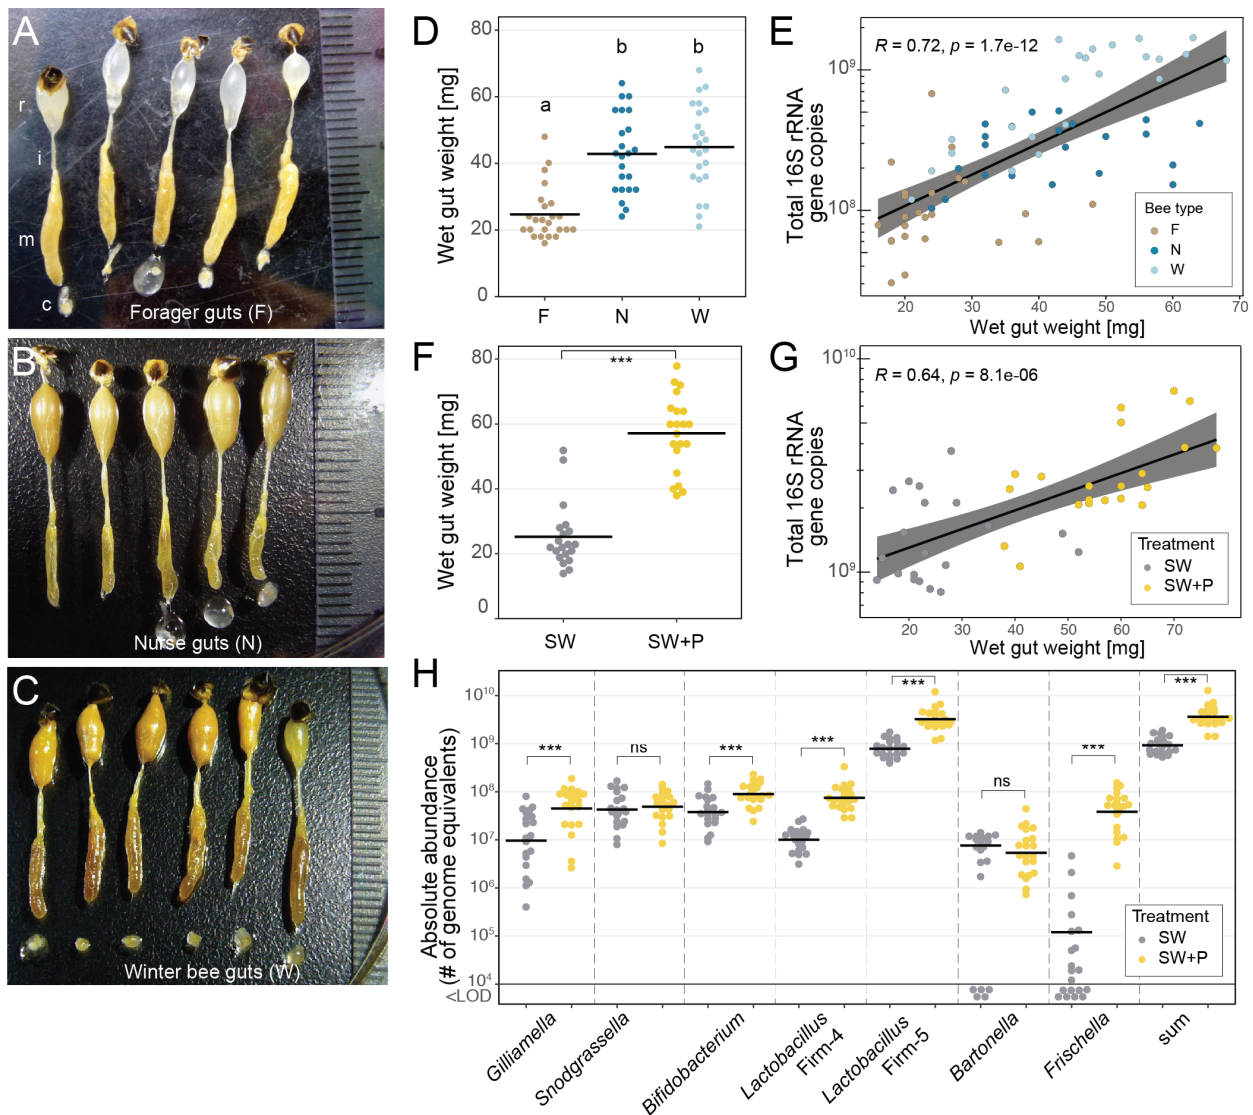 A
r
i
m
c
Forager guts (F)
B
Nurse guts (N)
C
Winter bee guts (W)
D
Wet gut weight [mg]
80
60
40
20
0
a
b
b
F
N
W
E
Total 16S rRNA
gene copies
10⁹
10⁸
R = 0.72, p = 1.7e-12
Bee type
F
N
W
20
30
40
50
60
70
Wet gut weight [mg]
F
Wet gut weight [mg]
80
60
40
20
0
***
SW
SW+P
G
Total 16S rRNA
gene copies
10¹⁰
10⁹
R = 0.64, p = 8.1e-06
Treatment
SW
SW+P
20
30
40
50
60
70
Wet gut weight [mg]
H
Absolute abundance
(# of genome equivalents)
10¹⁰
10⁹
10⁸
10⁷
10⁶
10⁵
10⁴
<LOD
***
ns
***
***
***
ns
***
***
Treatment
SW
SW+P
Gilliamella
Snodgrassella
Bifidobacterium
Lactobacillus
Firm-4
Lactobacillus
Firm-5
Bartonella
Frischella
sum